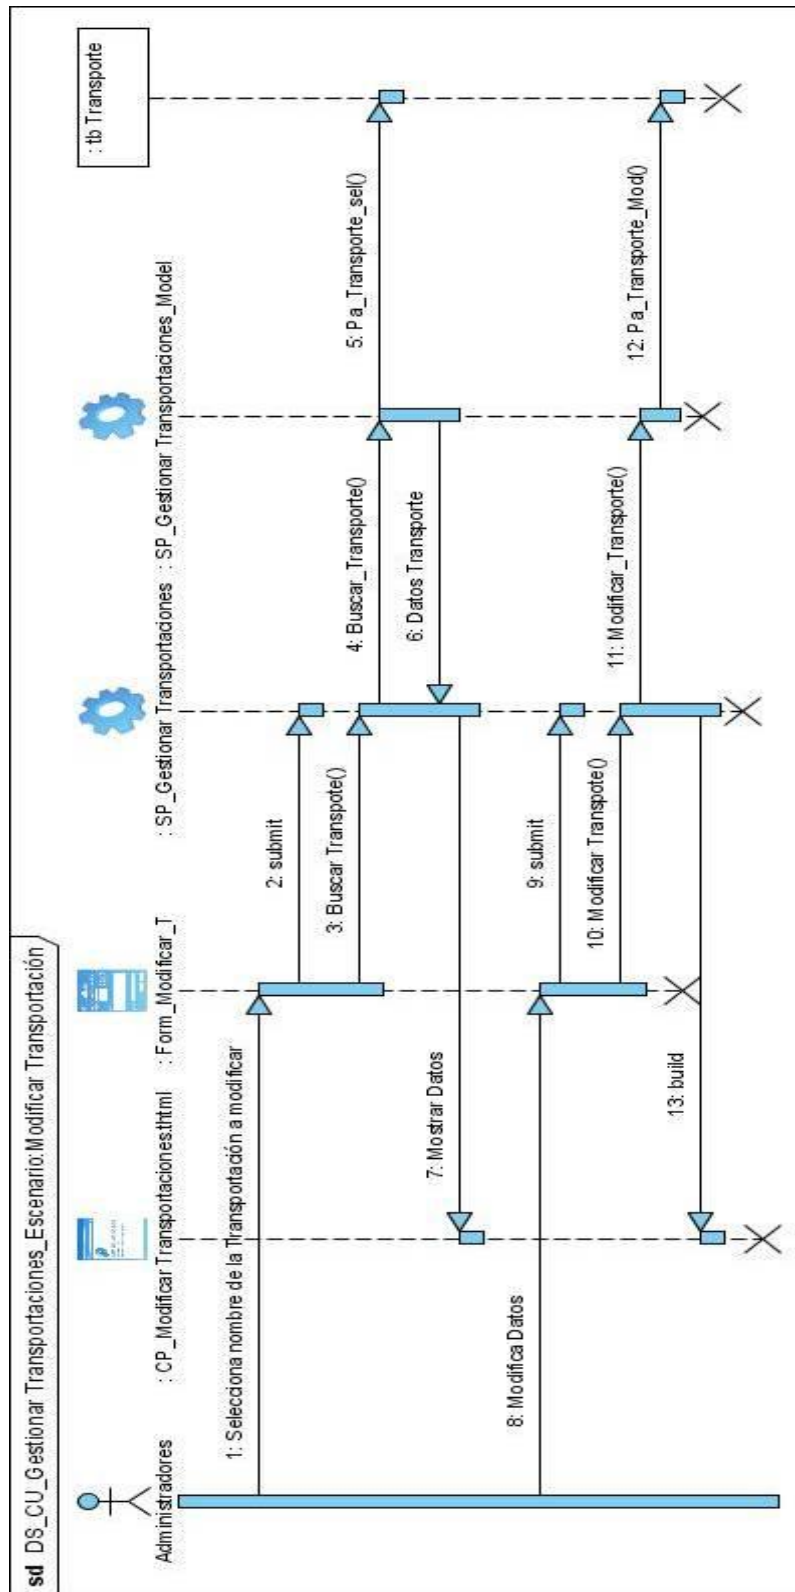 sd DS_CU_Gestionar Transportaciones_Escenario:Modificar Transportación
Administradores
: CP_Modificar Transportaciones.thtml
: Form_Modificar_T
: SP_Gestionar Transportaciones
: SP_Gestionar Transportaciones_Model
: tb Transporte
1: Selecciona nombre de la Transportación a modificar
2: submit
3: Buscar Transpote()
4: Buscar_Transporte()
5: Pa_Transporte_sel()
6: Datos Transporte
7: Mostrar Datos
8: Modifica Datos
9: submit
10: Modificar Transpote()
11: Modificar_Transporte()
12: Pa_Transporte_Mod()
13: build